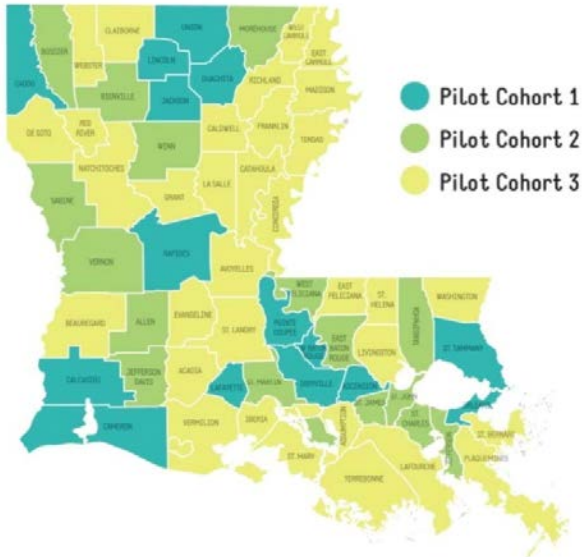 UNION
MOREHOUSE
WEST CARROLL
EAST CARROLL
CLAIBORNE
BOSSIER
WEBSTER
LINCOLN
CADDO
OUACHITA
RICHLAND
MADISON
BIENVILLE
JACKSON
Pilot Cohort 1
Pilot Cohort 2
Pilot Cohort 3
DE SOTO
RED RIVER
CALDWELL
FRANKLIN
TENSAS
WINN
NATCHITOCHES
CATAHOULA
LA SALLE
GRANT
SABINE
CONCORDIA
VERNON
RAPIDES
AVOYELLES
WEST FELICIANA
EAST FELICIANA
ST. HELENA
WASHINGTON
TANGIPAHOA
BEAUREGARD
ALLEN
EVANGELINE
ST. LANDRY
POINTE COUPEE
EAST BATON ROUGE
LIVINGSTON
ST. TAMMANY
CALCASIEU
JEFFERSON DAVIS
ACADIA
LAFAYETTE
ST. MARTIN
IBERVILLE
ASCENSION
ST. JAMES
ST. JOHN
ST. CHARLES
CAMERON
VERMILION
IBERIA
ST. MARY
ASSUMPTION
TERREBONNE
LAFOURCHE
ST. BERNARD
PLAQUEMINES